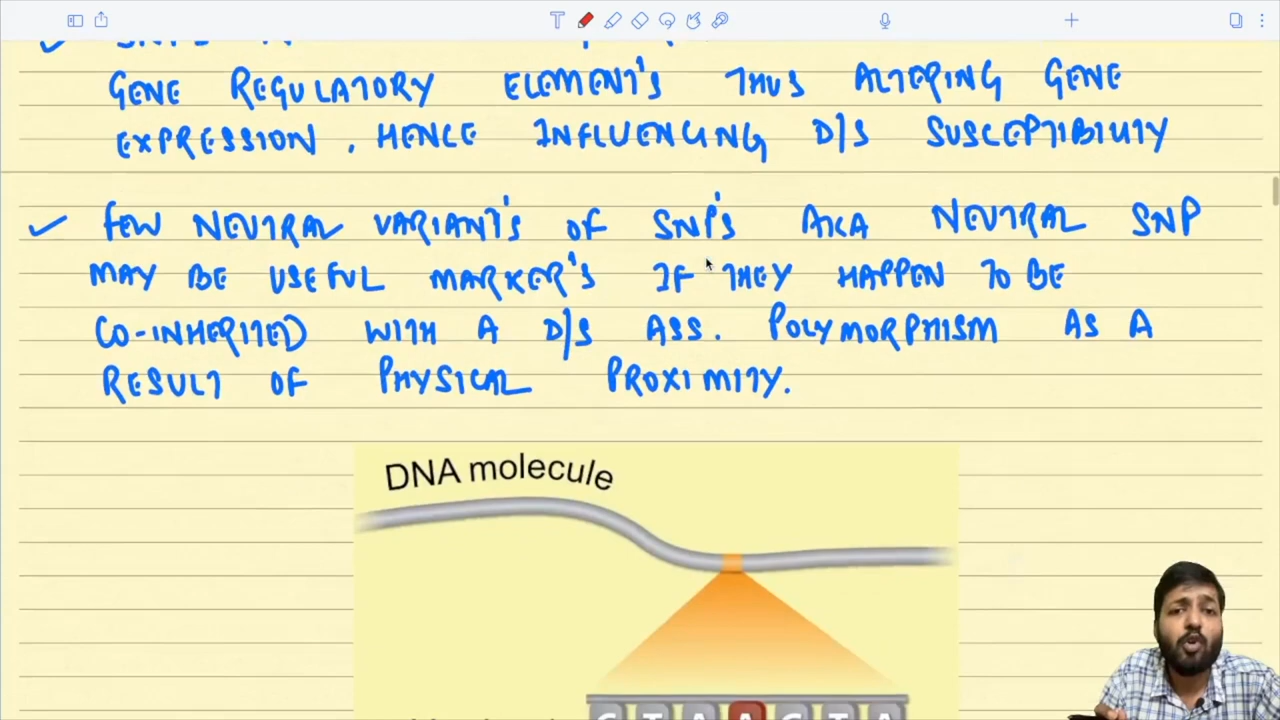 GENE REGULATORY ELEMENT'S THUS ALTERING GENE
EXPRESSION, HENCE INFLUENCING D/S SUSCEPTIBILITY
✓ FEW NEUTRAL VARIANT'S OF SNP'S AKA NEUTRAL SNP
MAY BE USEFUL MARKER'S IF THEY HAPPEN TO BE
CO-INHERITED WITH A D/S ASS. POLYMORPHISM AS A
RESULT OF PHYSICAL PROXIMITY.
DNA molecule
G T A A G T A